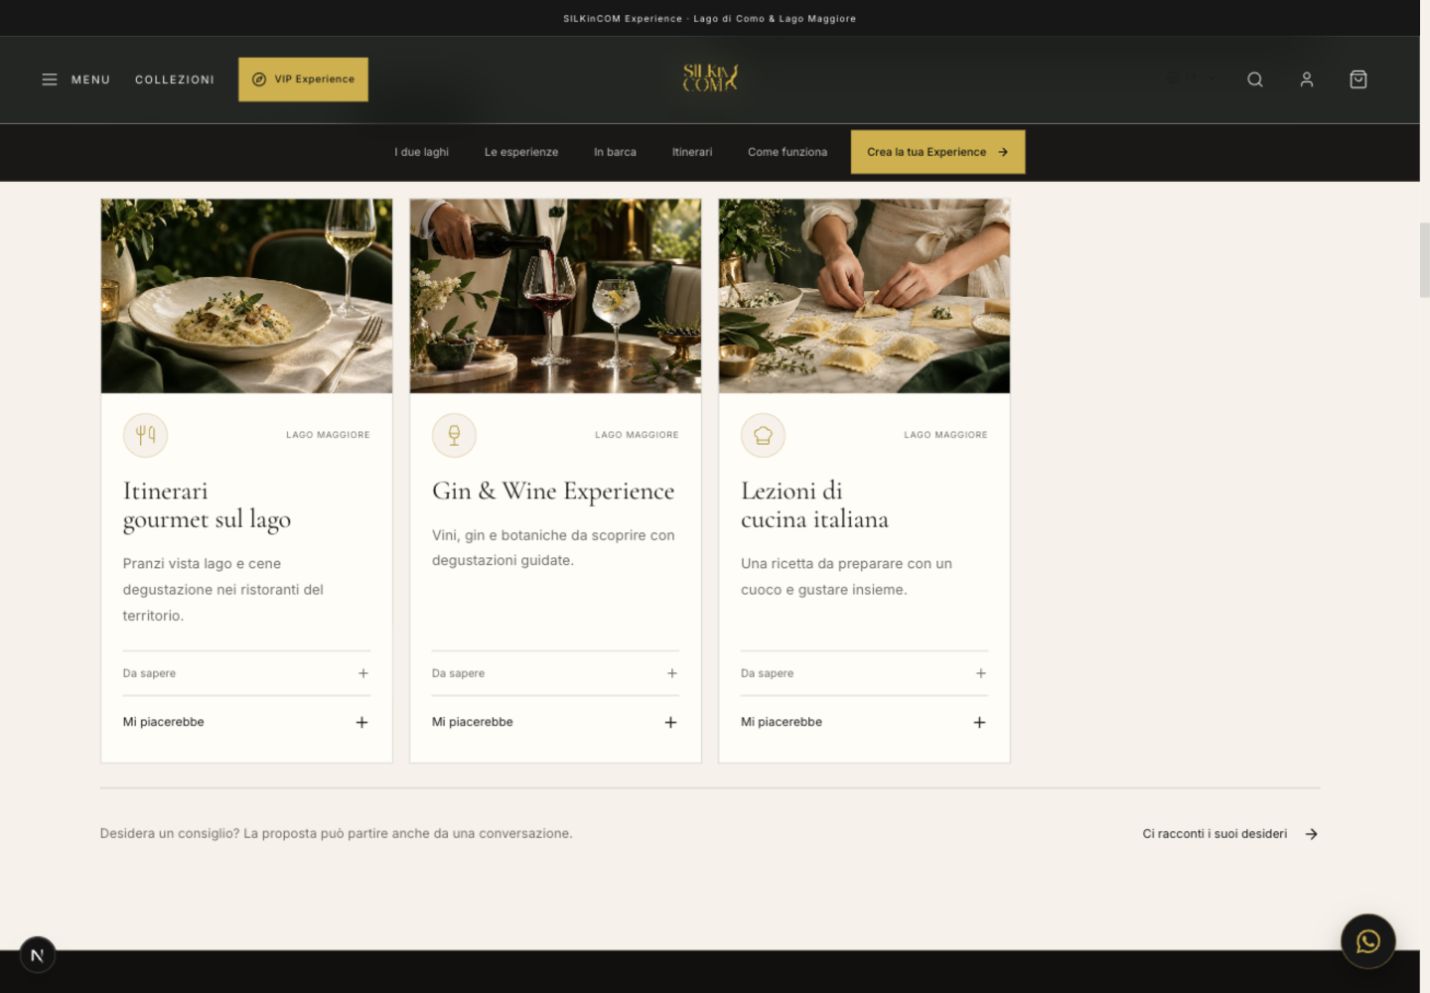 SILKinCOM Experience · Lago di Como & Lago Maggiore
MENU
COLLEZIONI
VIP Experience
SILKin
COM
I due laghi
Le esperienze
In barca
Itinerari
Come funziona
Crea la tua Experience
LAGO MAGGIORE
Itinerari
gourmet sul lago
Pranzi vista lago e cene
degustazione nei ristoranti del
territorio.
Da sapere
Mi piacerebbe
LAGO MAGGIORE
Gin & Wine Experience
Vini, gin e botaniche da scoprire con
degustazioni guidate.
Da sapere
Mi piacerebbe
LAGO MAGGIORE
Lezioni di
cucina italiana
Una ricetta da preparare con un
cuoco e gustare insieme.
Da sapere
Mi piacerebbe
Desidera un consiglio? La proposta può partire anche da una conversazione.
Ci racconti i suoi desideri
N